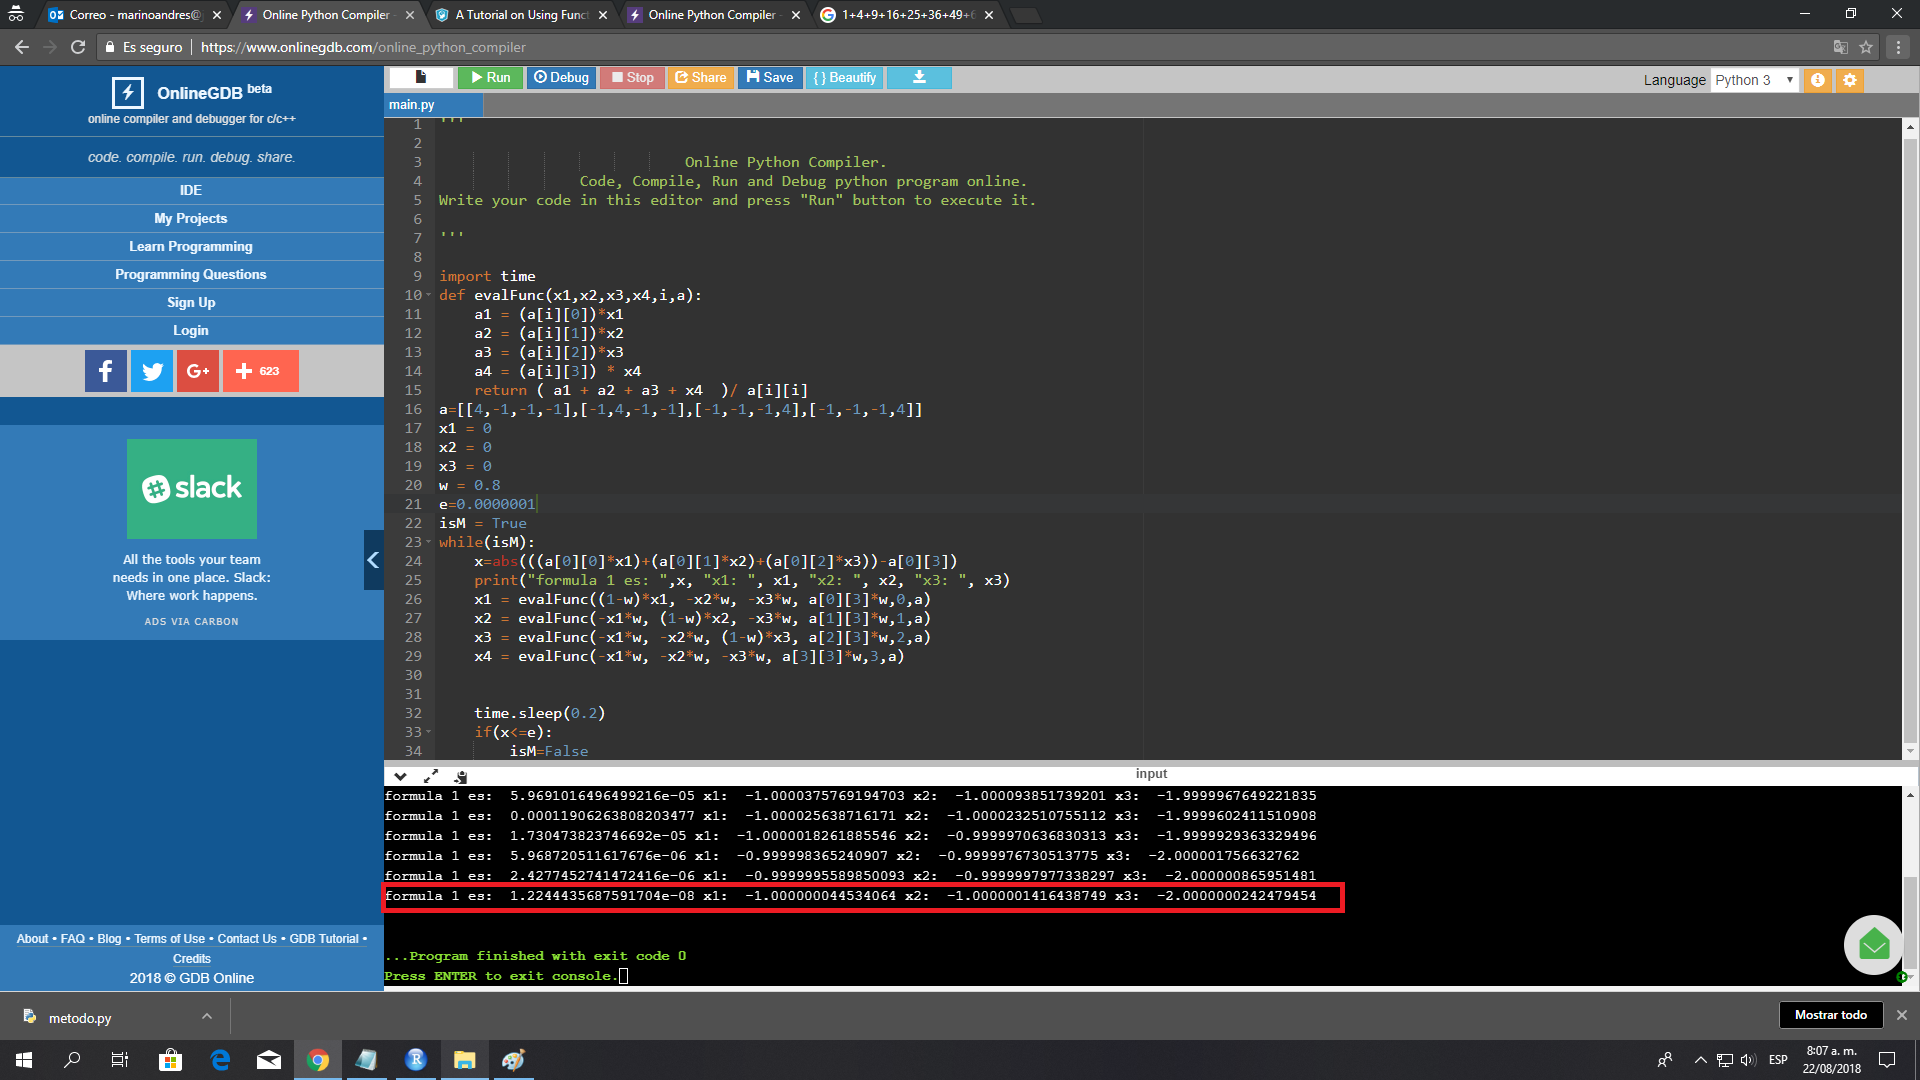 Correo - marinoandres@
Online Python Compiler -
A Tutorial on Using Func
Online Python Compiler -
1+4+9+16+25+36+49+6
Es seguro | https://www.onlinegdb.com/online_python_compiler
OnlineGDB beta
online compiler and debugger for c/c++
code. compile. run. debug. share.
IDE
My Projects
Learn Programming
Programming Questions
Sign Up
Login
623
slack
All the tools your team
needs in one place. Slack:
Where work happens.
ADS VIA CARBON
About • FAQ • Blog • Terms of Use • Contact Us • GDB Tutorial •
Credits
2018 © GDB Online
Run Debug Stop Share Save { } Beautify
Language Python 3
main.py
1 '''
2
3 Online Python Compiler.
4 Code, Compile, Run and Debug python program online.
5 Write your code in this editor and press "Run" button to execute it.
6
7 '''
8
9 import time
10 def evalFunc(x1,x2,x3,x4,i,a):
11 a1 = (a[i][0])*x1
12 a2 = (a[i][1])*x2
13 a3 = (a[i][2])*x3
14 a4 = (a[i][3]) * x4
15 return ( a1 + a2 + a3 + x4 )/ a[i][i]
16 a=[[4,-1,-1,-1],[-1,4,-1,-1],[-1,-1,-1,4],[-1,-1,-1,4]]
17 x1 = 0
18 x2 = 0
19 x3 = 0
20 w = 0.8
21 e=0.0000001
22 isM = True
23 while(isM):
24 x=abs(((a[0][0]*x1)+(a[0][1]*x2)+(a[0][2]*x3))-a[0][3])
25 print("formula 1 es: ",x, "x1: ", x1, "x2: ", x2, "x3: ", x3)
26 x1 = evalFunc((1-w)*x1, -x2*w, -x3*w, a[0][3]*w,0,a)
27 x2 = evalFunc(-x1*w, (1-w)*x2, -x3*w, a[1][3]*w,1,a)
28 x3 = evalFunc(-x1*w, -x2*w, (1-w)*x3, a[2][3]*w,2,a)
29 x4 = evalFunc(-x1*w, -x2*w, -x3*w, a[3][3]*w,3,a)
30
31
32 time.sleep(0.2)
33 if(x<=e):
34 isM=False
input
formula 1 es:  5.9691016496499216e-05 x1:  -1.0000375769194703 x2:  -1.000093851739201 x3:  -1.9999967649221835
formula 1 es:  0.00011906263808203477 x1:  -1.000025638716171 x2:  -1.0000232510755112 x3:  -1.9999602411510908
formula 1 es:  1.730473823746692e-05 x1:  -1.0000018261885546 x2:  -0.9999970636830313 x3:  -1.9999929363329496
formula 1 es:  5.968720511617676e-06 x1:  -0.999998365240907 x2:  -0.9999976730513775 x3:  -2.000001756632762
formula 1 es:  2.4277452741472416e-06 x1:  -0.9999995589850093 x2:  -0.9999997977338297 x3:  -2.000000865951481
formula 1 es:  1.2244435687591704e-08 x1:  -1.000000044534064 x2:  -1.0000001416438749 x3:  -2.0000000242479454
...Program finished with exit code 0
Press ENTER to exit console.
metodo.py
Mostrar todo
ESP
8:07 a. m.
22/08/2018